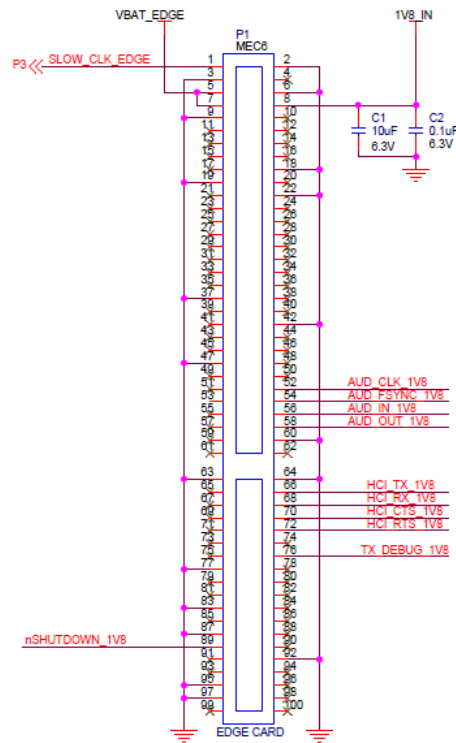 VBAT_EDGE
1V8_IN
P1
MEC6
P3 SLOW_CLK_EDGE
1 2
3 4
5 6
7 8
9 10
11 12
13 14
15 16
17 18
19 20
21 22
23 24
25 26
27 28
29 30
31 32
33 34
35 36
37 38
39 40
41 42
43 44
45 46
47 48
49 50
51 52 AUD_CLK_1V8
53 54 AUD_FSYNC_1V8
55 56 AUD_IN_1V8
57 58 AUD_OUT_1V8
59 60
61 62
63 64
65 66 HCI_TX_1V8
67 68 HCI_RX_1V8
69 70 HCI_CTS_1V8
71 72 HCI_RTS_1V8
73 74
75 76 TX_DEBUG_1V8
77 78
79 80
81 82
83 84
85 86
87 88
nSHUTDOWN_1V8 89 90
91 92
93 94
95 96
97 98
99 100
EDGE CARD
C1
10uF
6.3V
C2
0.1uF
6.3V